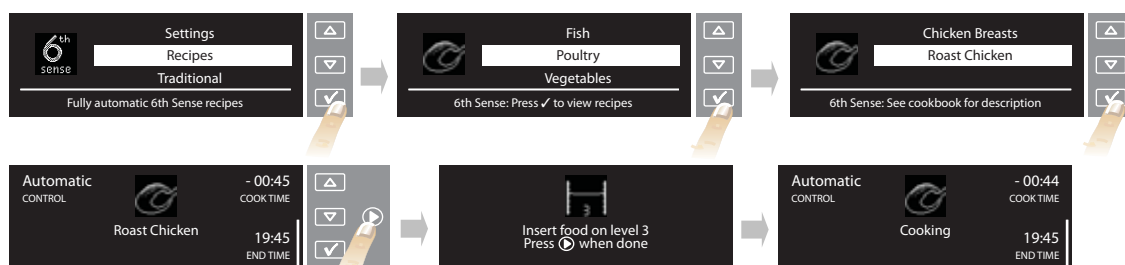 6th
sense
Settings
Recipes
Traditional
Fully automatic 6th Sense recipes
Fish
Poultry
Vegetables
6th Sense: Press ✓ to view recipes
Chicken Breasts
Roast Chicken
6th Sense: See cookbook for description
Automatic
CONTROL
- 00:45
COOK TIME
Roast Chicken
19:45
END TIME
3
Insert food on level 3
Press ▶ when done
Automatic
CONTROL
- 00:44
COOK TIME
Cooking
19:45
END TIME